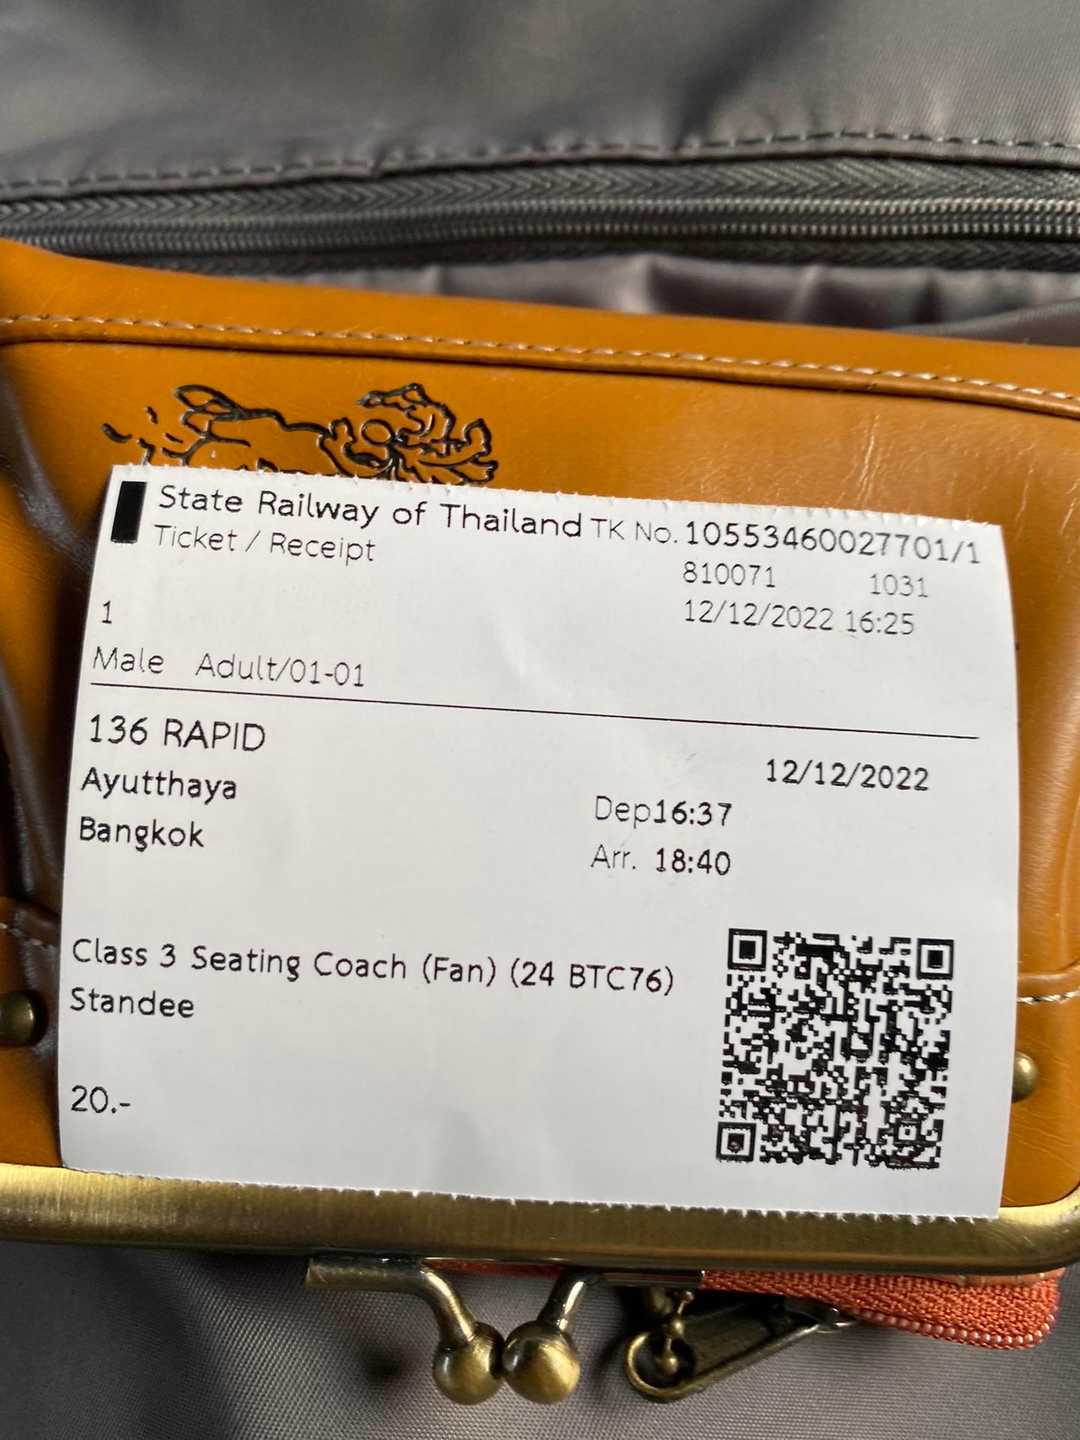 State Railway of Thailand TK No. 10553460027701/1
Ticket / Receipt
810071 1031
1
12/12/2022 16:25
Male Adult/01-01
136 RAPID
12/12/2022
Ayutthaya
Dep16:37
Bangkok
Arr. 18:40
Class 3 Seating Coach (Fan) (24 BTC76)
Standee
20.-